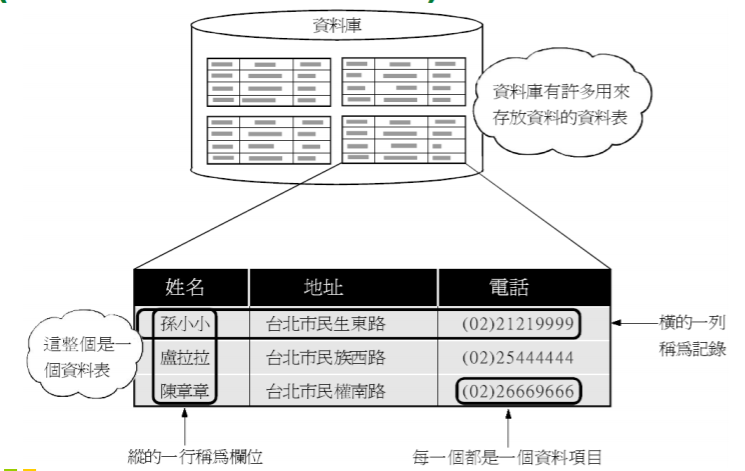 資料庫
資料庫有許多用來
存放資料的資料表
姓名 地址 電話
孫小小 台北市民生東路 (02)21219999
盧拉拉 台北市民族西路 (02)25444444
陳章章 台北市民權南路 (02)26669666
這整個是一
個資料表
橫的一列
稱為記錄
縱的一行稱為欄位
每一個都是一個資料項目